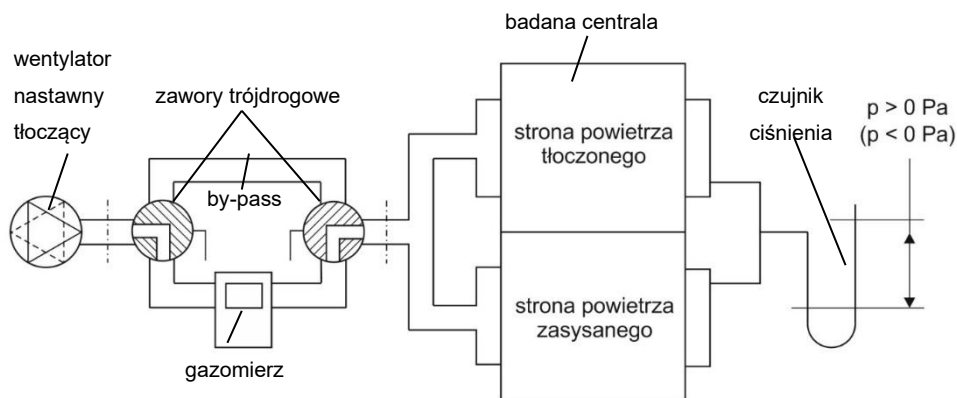 badana centrala
wentylator
nastawny
tłoczący
zawory trójdrogowe
by-pass
gazomierz
strona powietrza
tłoczonego
strona powietrza
zasysanego
czujnik
ciśnienia
p > 0 Pa
(p < 0 Pa)